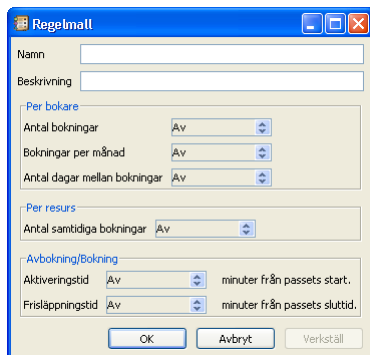 Regelmall
Namn
Beskrivning
Per bokare
Antal bokningar Av
Bokningar per månad Av
Antal dagar mellan bokningar Av
Per resurs
Antal samtidiga bokningar Av
Avbokning/Bokning
Aktiveringstid Av minuter från passets start.
Frisläppningstid Av minuter från passets sluttid.
OK Avbryt Verkställ